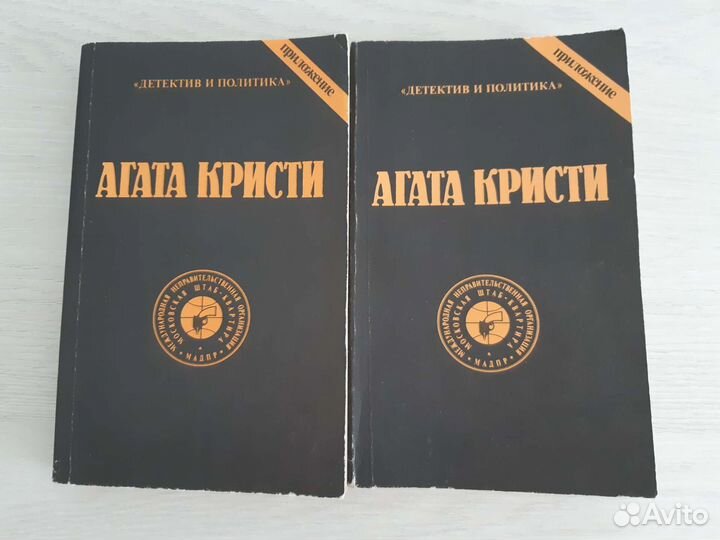 приложение
«ДЕТЕКТИВ И ПОЛИТИКА»
АГАТА КРИСТИ
МЕЖДУНАРОДНАЯ НЕПРАВИТЕЛЬСТВЕННАЯ ОРГАНИЗАЦИЯ
МОСКОВСКАЯ ШТАБ-КВАРТИРА
МАДПР
приложение
«ДЕТЕКТИВ И ПОЛИТИКА»
АГАТА КРИСТИ
МЕЖДУНАРОДНАЯ НЕПРАВИТЕЛЬСТВЕННАЯ ОРГАНИЗАЦИЯ
МОСКОВСКАЯ ШТАБ-КВАРТИРА
МАДПР
Avito